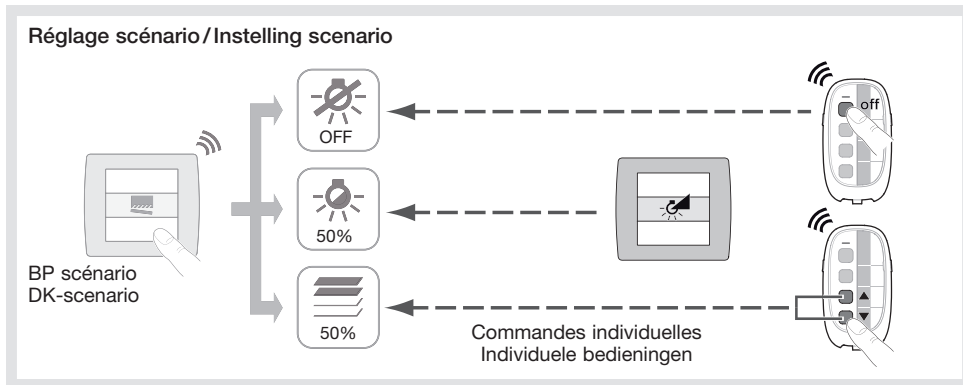 Réglage scénario/Instelling scenario
OFF
off
50%
BP scénario
DK-scenario
50%
Commandes individuelles
Individuele bedieningen